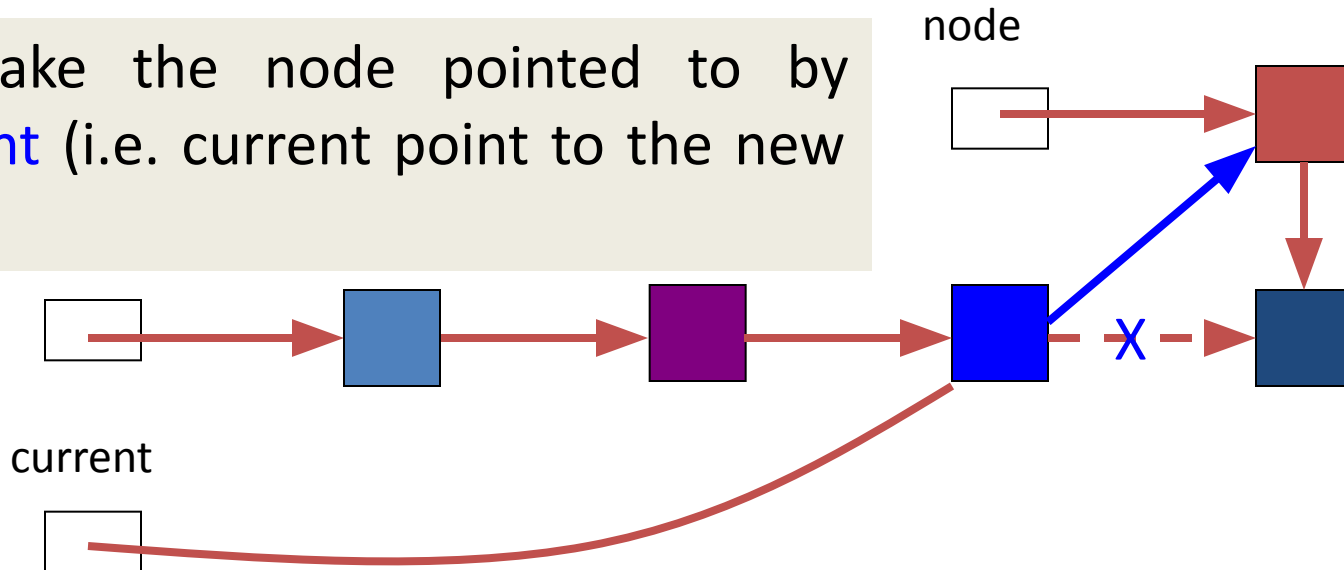 node
ake the node pointed to by
nt (i.e. current point to the new
X
current